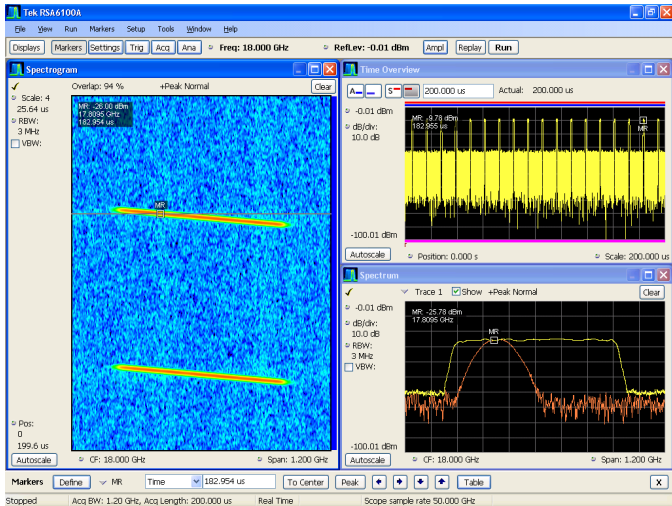 Tek RSA6100A
File View Run Markers Setup Tools Window Help
Displays Markers Settings Trig Acq Ana Freq: 18.000 GHz RefLev: -0.01 dBm Ampl Replay Run
Spectrogram
Overlap: 94 % +Peak Normal Clear
Scale: 4
25.64 us
RBW:
3 MHz
VBW:
MR: -26.00 dBm
17.8095 GHz
182.954 us
MR
Pos:
0
199.6 us
Autoscale CF: 18.000 GHz Span: 1.200 GHz
Time Overview
A S 200.000 us Actual: 200.000 us
-0.01 dBm
dB/div:
10.0 dB
MR: -9.78 dBm
182.955 us
MR
-100.01 dBm
Autoscale Position: 0.000 s Scale: 200.000 us
Spectrum
Trace 1 Show +Peak Normal Clear
-0.01 dBm
dB/div:
10.0 dB
RBW:
3 MHz
VBW:
MR: -25.78 dBm
17.8095 GHz
MR
-100.01 dBm
Autoscale CF: 18.000 GHz Span: 1.200 GHz
Markers Define MR Time 182.954 us To Center Peak Table X
Stopped Acq BW: 1.20 GHz, Acq Length: 200.000 us Real Time Scope sample rate 50.000 GHz